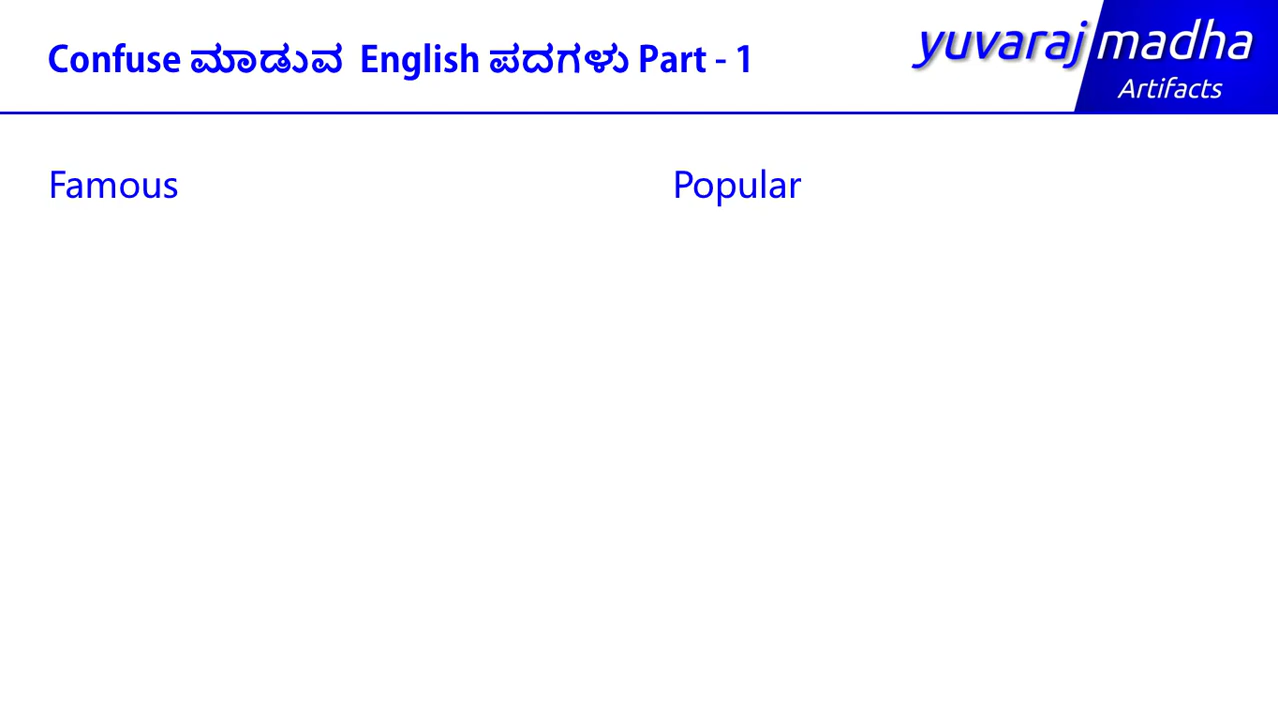 Confuse ಮಾಡುವ English ಪದಗಳು Part - 1
yuvaraj madha
Artifacts
Famous
Popular